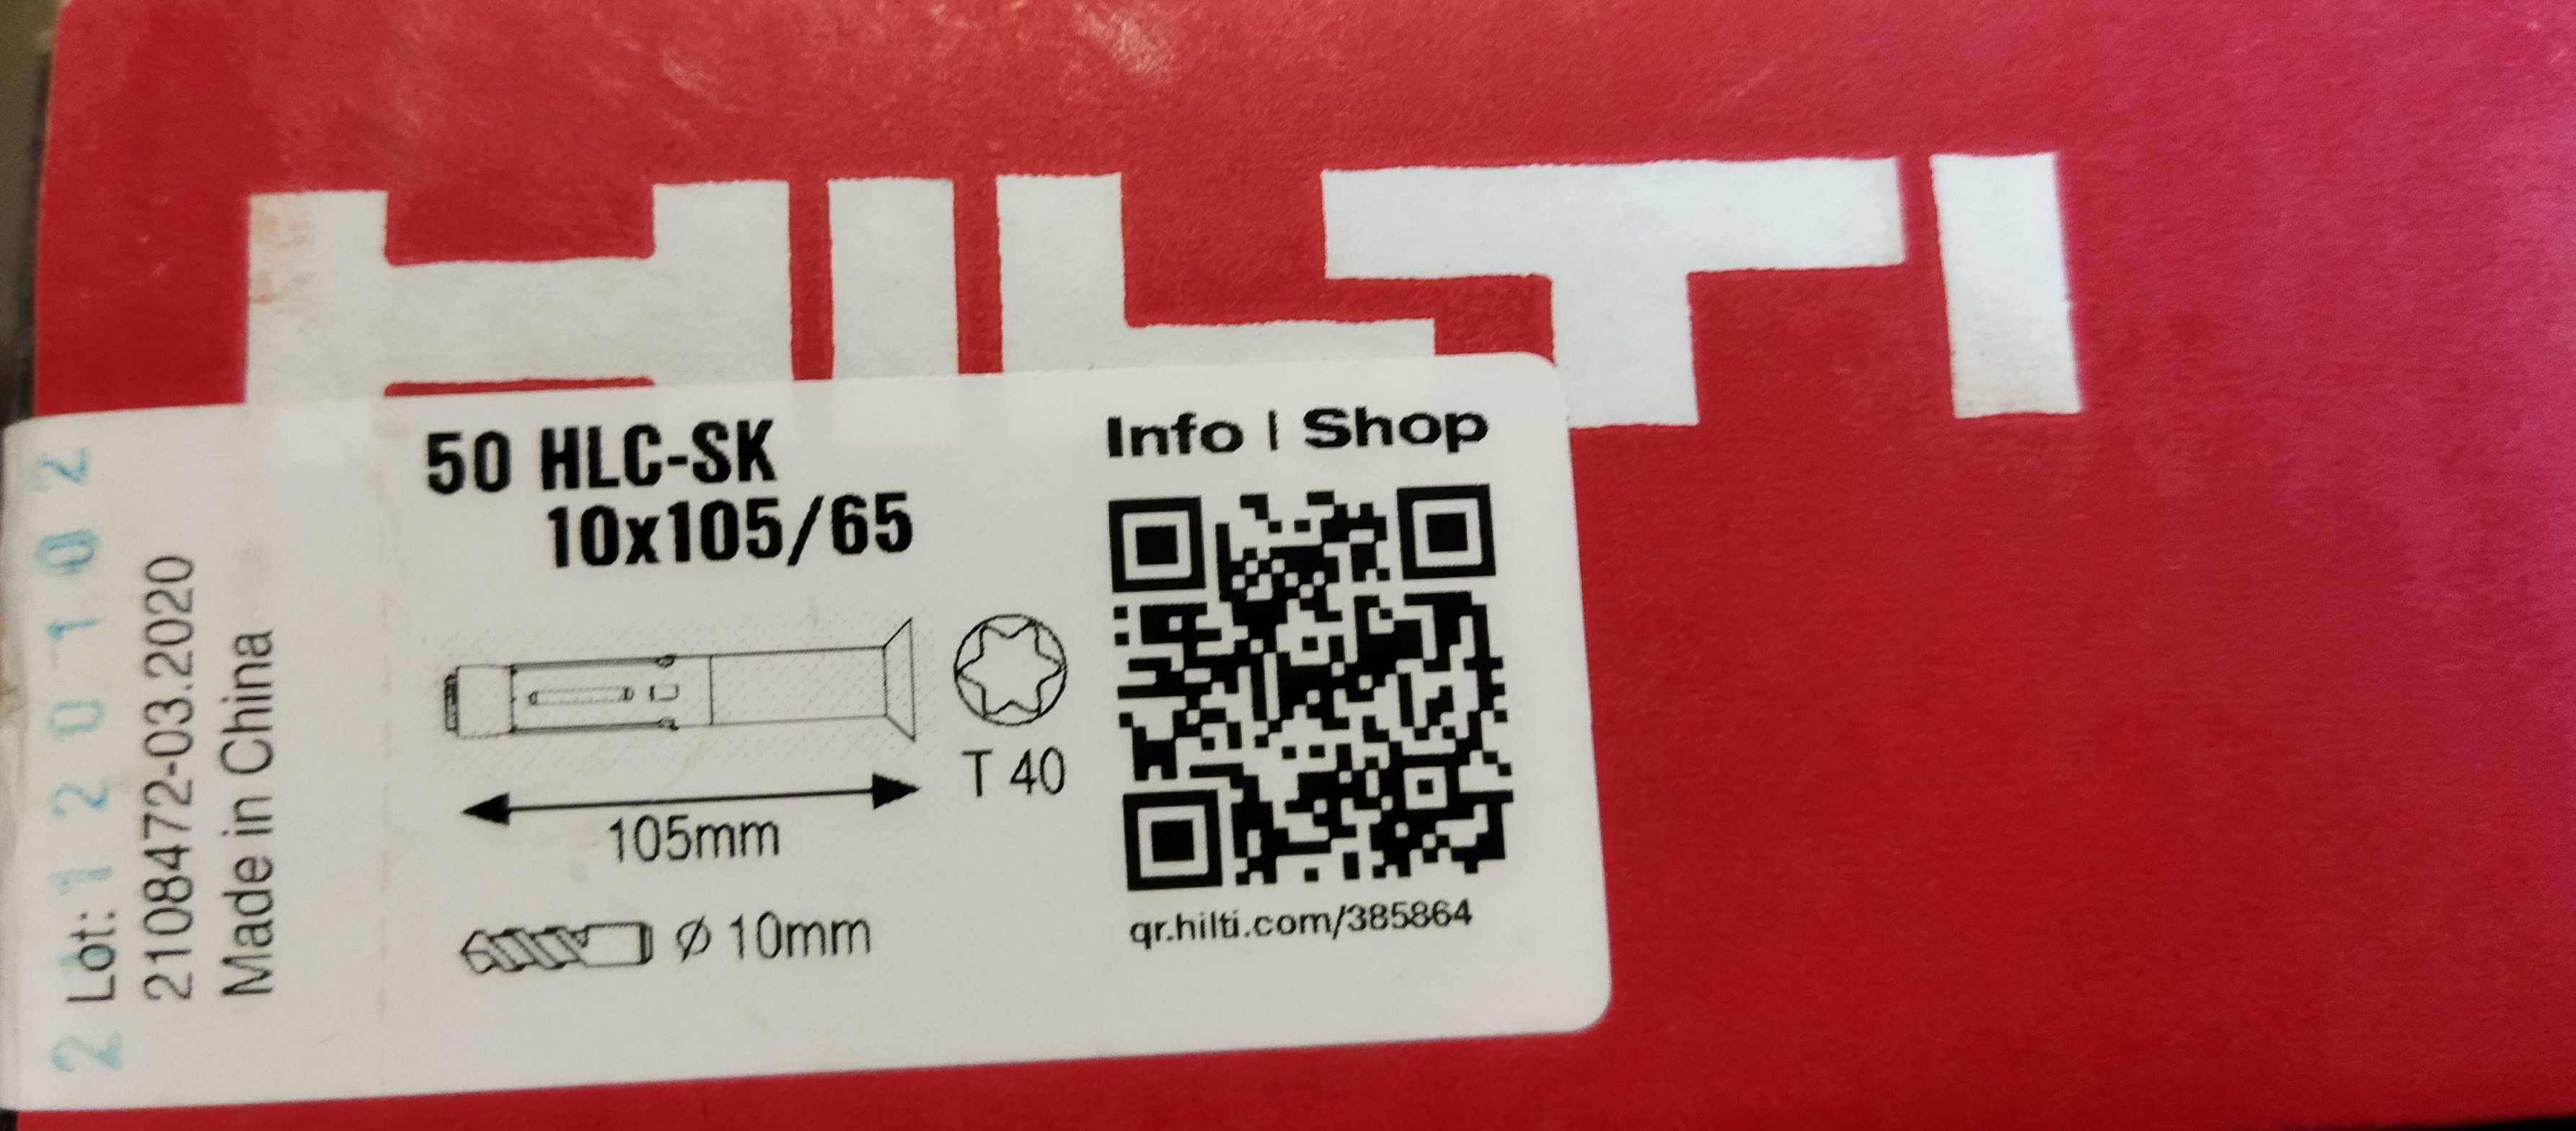 HILTI
50 HLC-SK
10x105/65
Info | Shop
T 40
105mm
Ø 10mm
qr.hilti.com/385864
Lot:
2108472-03.2020
Made in China
2 1 2 0 1 0 2